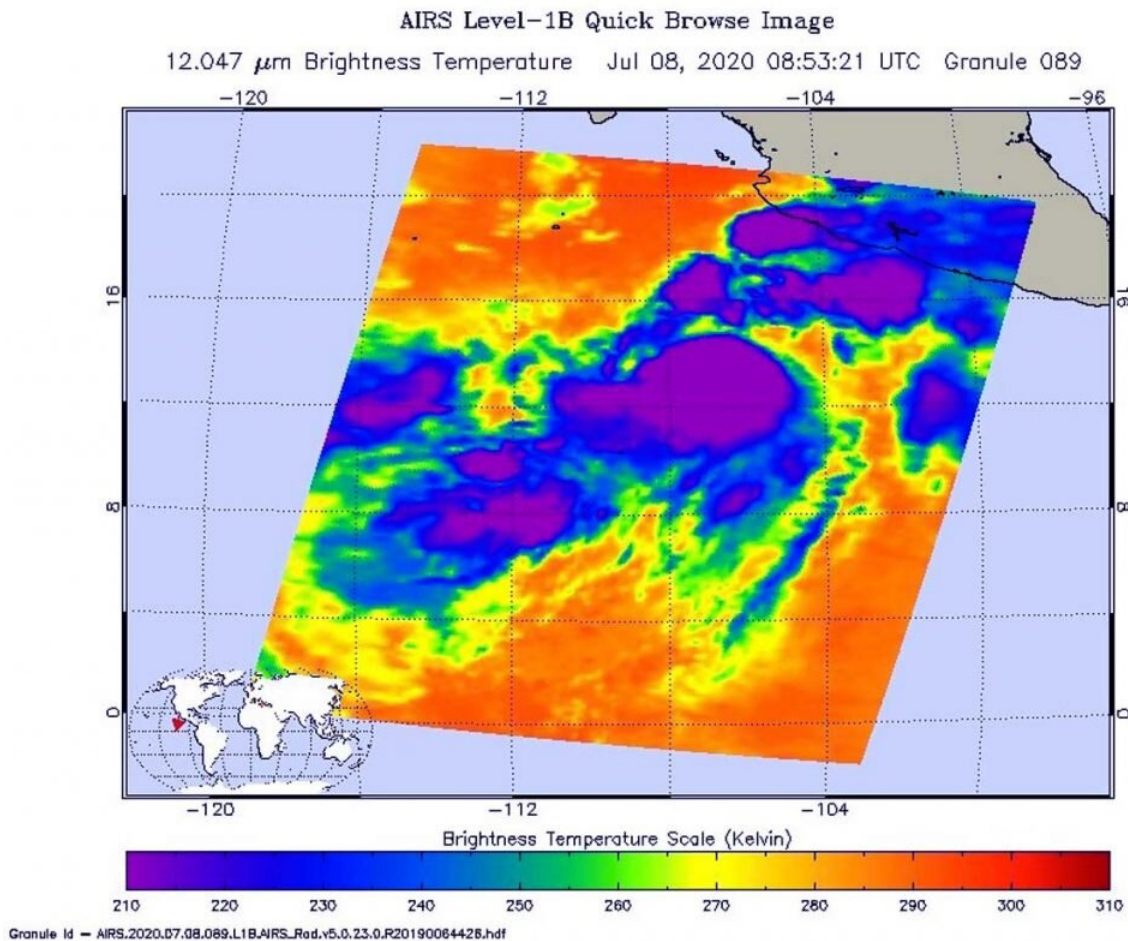 AIRS Level-1B Quick Browse Image
12.047 μm Brightness Temperature Jul 08, 2020 08:53:21 UTC Granule 089
-120 -112 -104 -96
16 16
8 8
0 0
-120 -112 -104
Brightness Temperature Scale (Kelvin)
210 220 230 240 250 260 270 280 290 300 310
Granule Id – AIRS.2020.07.08.089.L1B.AIRS_Rad.v5.0.23.0.R20190064426.hdf